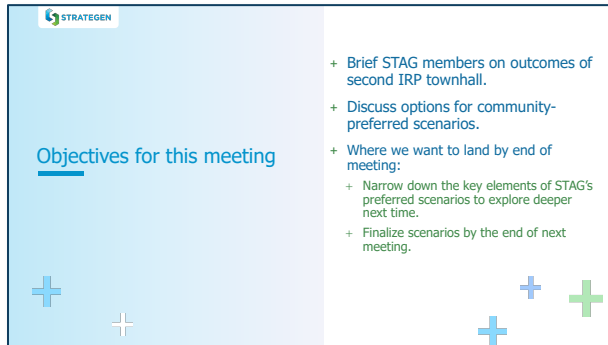 STRATEGEN
Objectives for this meeting
+ Brief STAG members on outcomes of
second IRP townhall.
+ Discuss options for community-
preferred scenarios.
+ Where we want to land by end of
meeting:
+ Narrow down the key elements of STAG's
preferred scenarios to explore deeper
next time.
+ Finalize scenarios by the end of next
meeting.